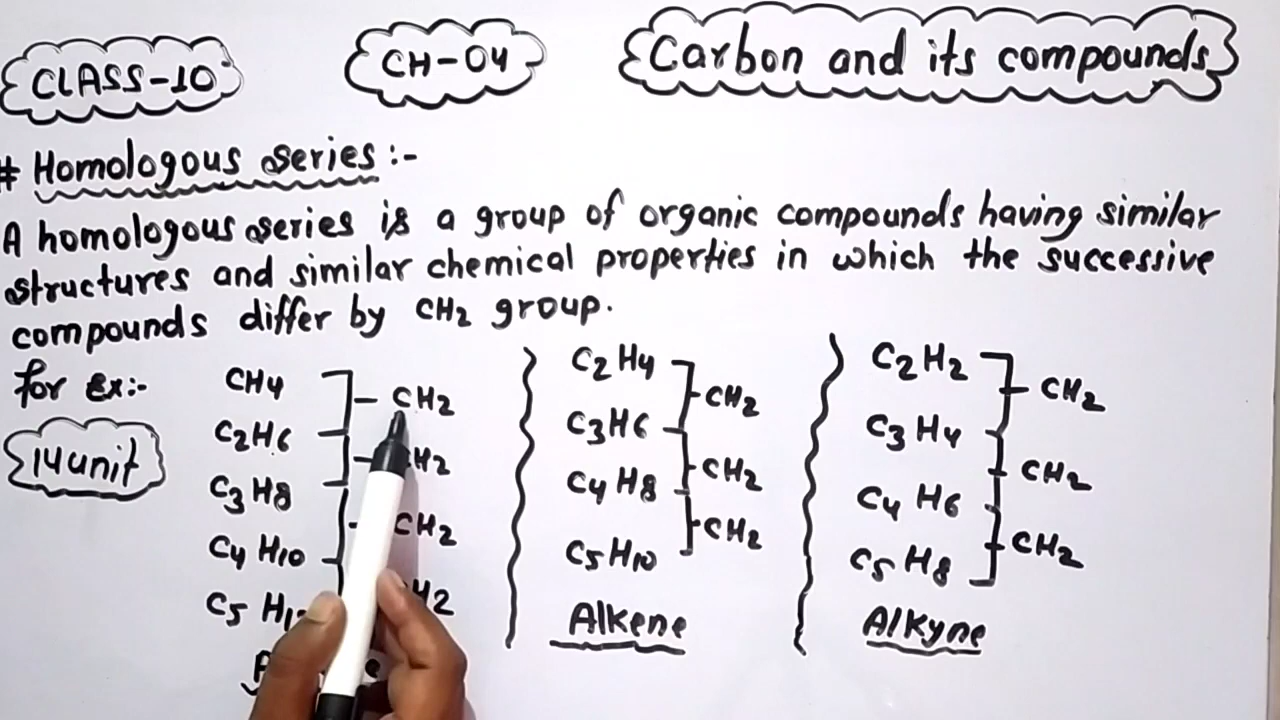 CLASS-10
CH-04
Carbon and its compounds
# Homologous series :-
A homologous series is a group of organic compounds having similar
structures and similar chemical properties in which the successive
compounds differ by CH2 group.
for ex:-
14unit
CH4
C2H6
C3H8
C4H10
C5H1
CH2
H2
CH2
H2
C2H4
C3H6
C4H8
C5H10
CH2
CH2
CH2
Alkene
C2H2
C3H4
C4H6
C5H8
CH2
CH2
CH2
Alkyne